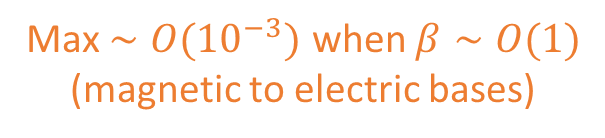 Max ~ O(10⁻³) when β ~ O(1)
(magnetic to electric bases)